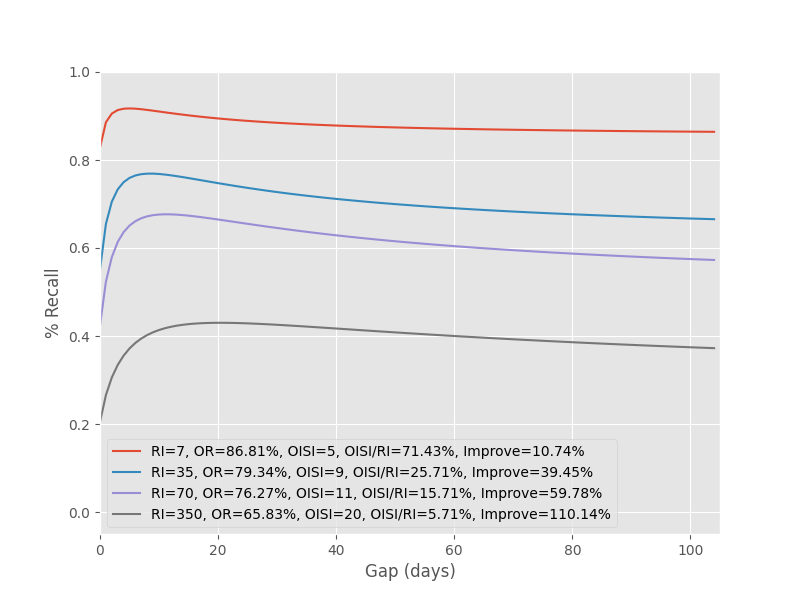 1.0
0.8
0.6
0.4
0.2
0.0
% Recall
RI=7, OR=86.81%, OISI=5, OISI/RI=71.43%, Improve=10.74%
RI=35, OR=79.34%, OISI=9, OISI/RI=25.71%, Improve=39.45%
RI=70, OR=76.27%, OISI=11, OISI/RI=15.71%, Improve=59.78%
RI=350, OR=65.83%, OISI=20, OISI/RI=5.71%, Improve=110.14%
0 20 40 60 80 100
Gap (days)